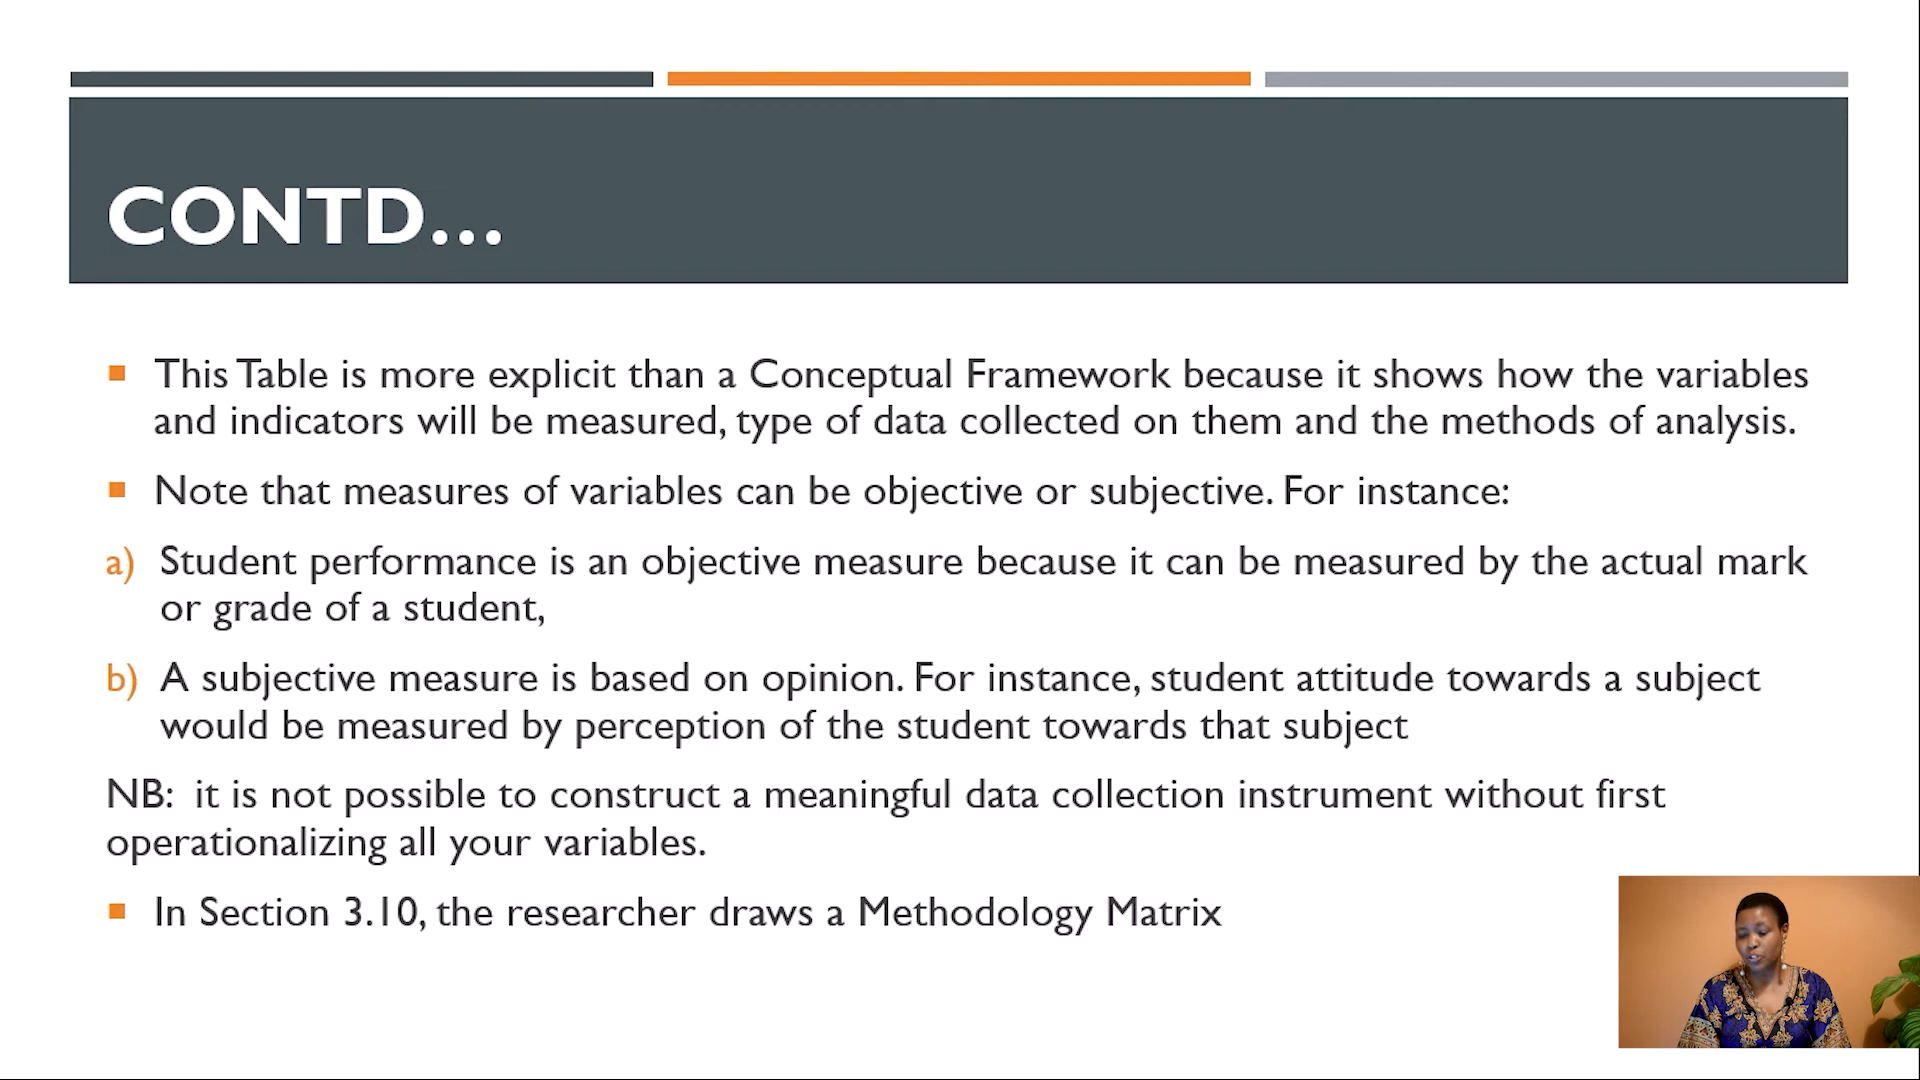 CONTD...
This Table is more explicit than a Conceptual Framework because it shows how the variables
and indicators will be measured, type of data collected on them and the methods of analysis.
Note that measures of variables can be objective or subjective. For instance:
a) Student performance is an objective measure because it can be measured by the actual mark
or grade of a student,
b) A subjective measure is based on opinion. For instance, student attitude towards a subject
would be measured by perception of the student towards that subject
NB: it is not possible to construct a meaningful data collection instrument without first
operationalizing all your variables.
In Section 3.10, the researcher draws a Methodology Matrix